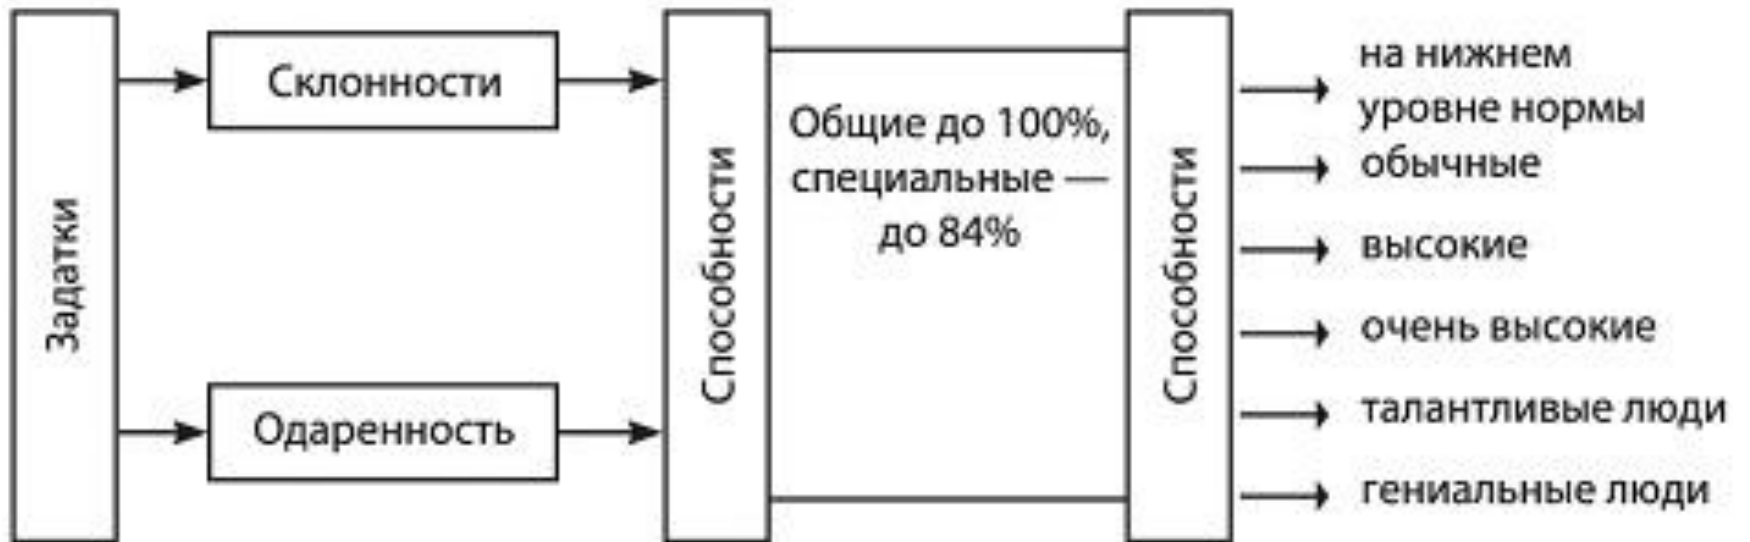 Задатки
Склонности
Одаренность
Способности
Общие до 100%,
специальные —
до 84%
Способности
на нижнем
уровне нормы
обычные
высокие
очень высокие
талантливые люди
гениальные люди